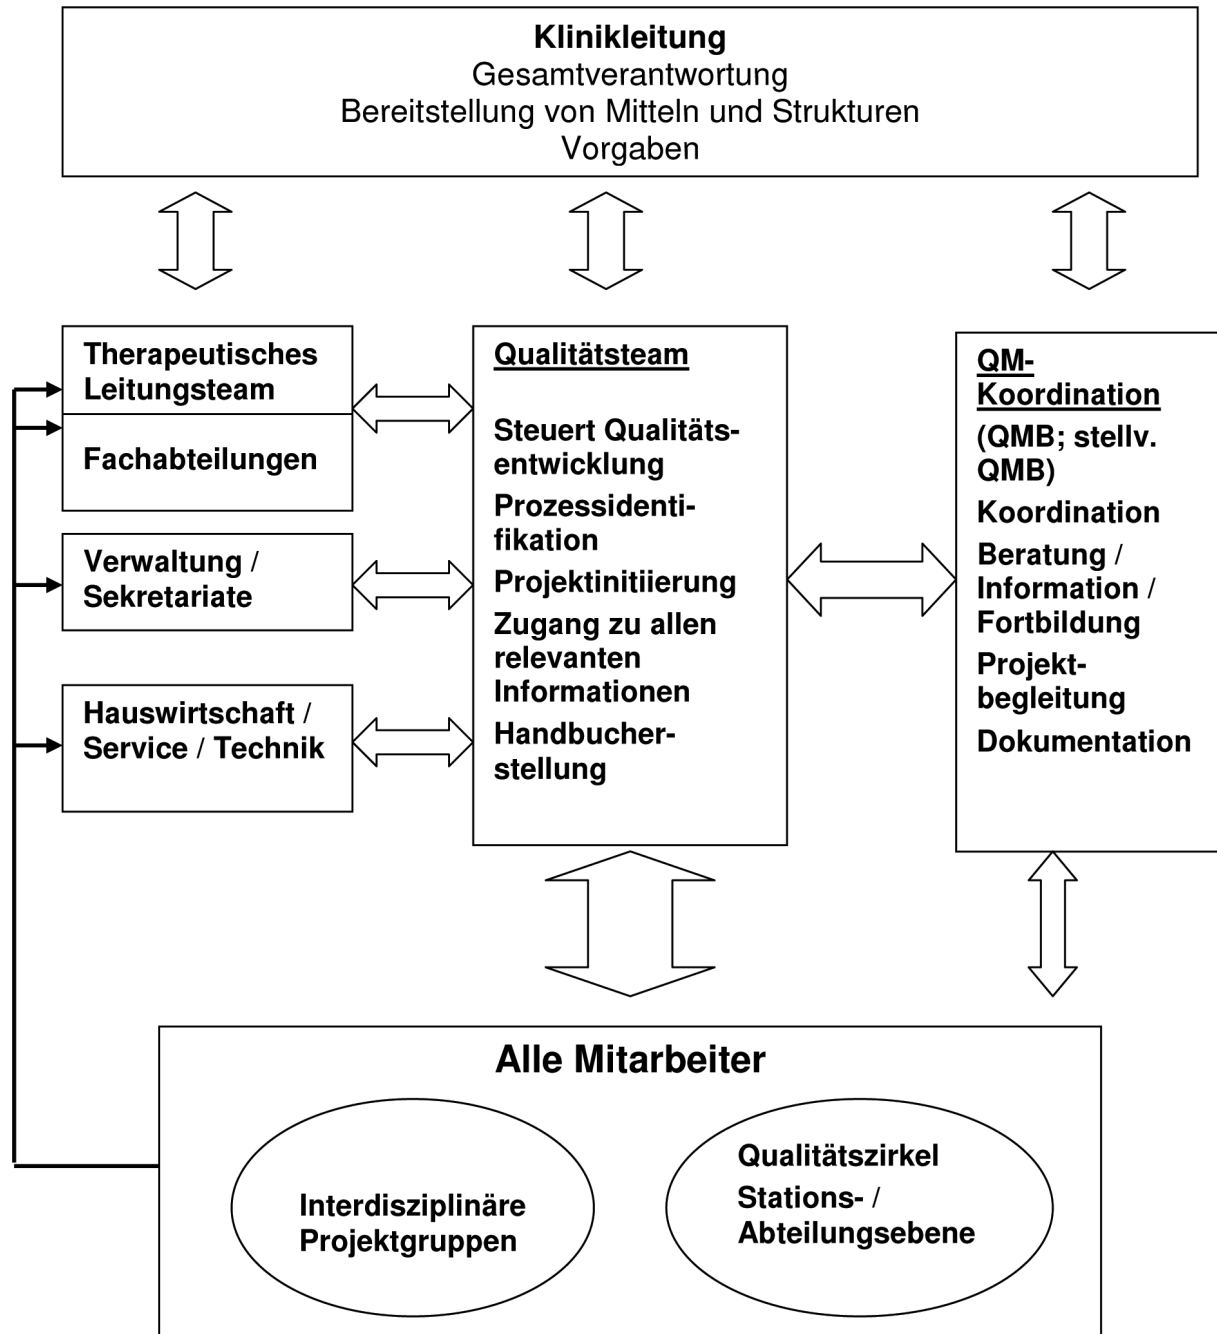 Klinikleitung
Gesamtverantwortung
Bereitstellung von Mitteln und Strukturen
Vorgaben
Therapeutisches
Leitungsteam
Fachabteilungen
Verwaltung /
Sekretariate
Hauswirtschaft /
Service / Technik
Qualitätsteam
Steuert Qualitäts-
entwicklung
Prozessidenti-
fikation
Projektinitiierung
Zugang zu allen
relevanten
Informationen
Handbucher-
stellung
QM-
Koordination
(QMB; stellv.
QMB)
Koordination
Beratung /
Information /
Fortbildung
Projekt-
begleitung
Dokumentation
Alle Mitarbeiter
Interdisziplinäre
Projektgruppen
Qualitätszirkel
Stations- /
Abteilungsebene